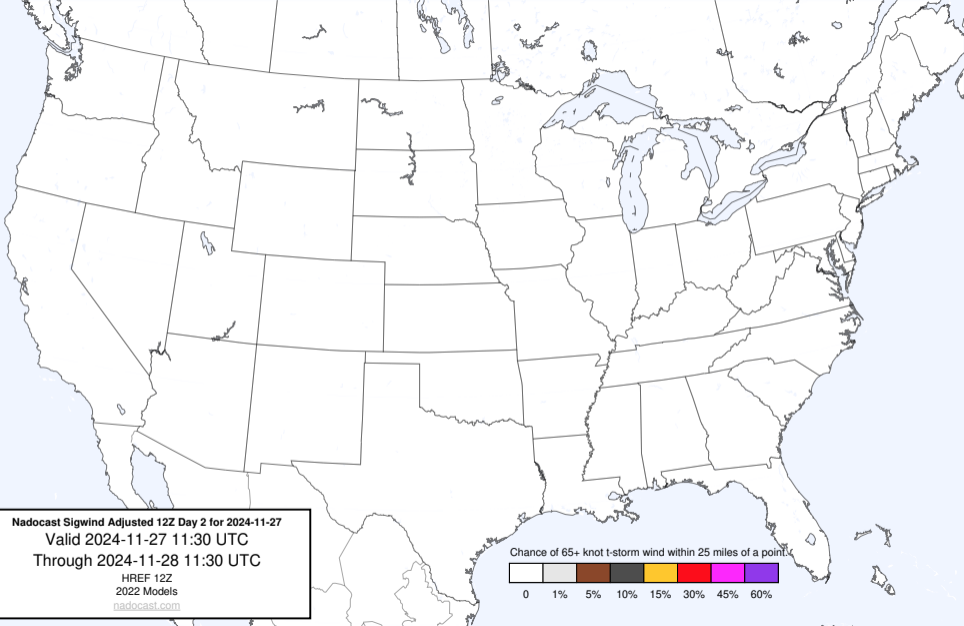 Nadocast Sigwind Adjusted 12Z Day 2 for 2024-11-27
Valid 2024-11-27 11:30 UTC
Through 2024-11-28 11:30 UTC
HREF 12Z
2022 Models
nadocast.com
Chance of 65+ knot t-storm wind within 25 miles of a point.
0 1% 5% 10% 15% 30% 45% 60%